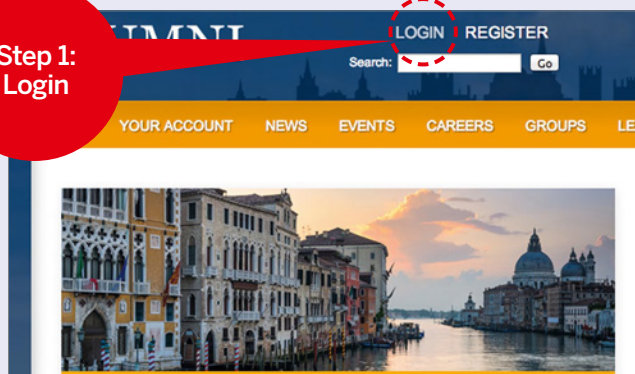 LOGIN REGISTER
Step 1:
Login
Search: Go
YOUR ACCOUNT NEWS EVENTS CAREERS GROUPS